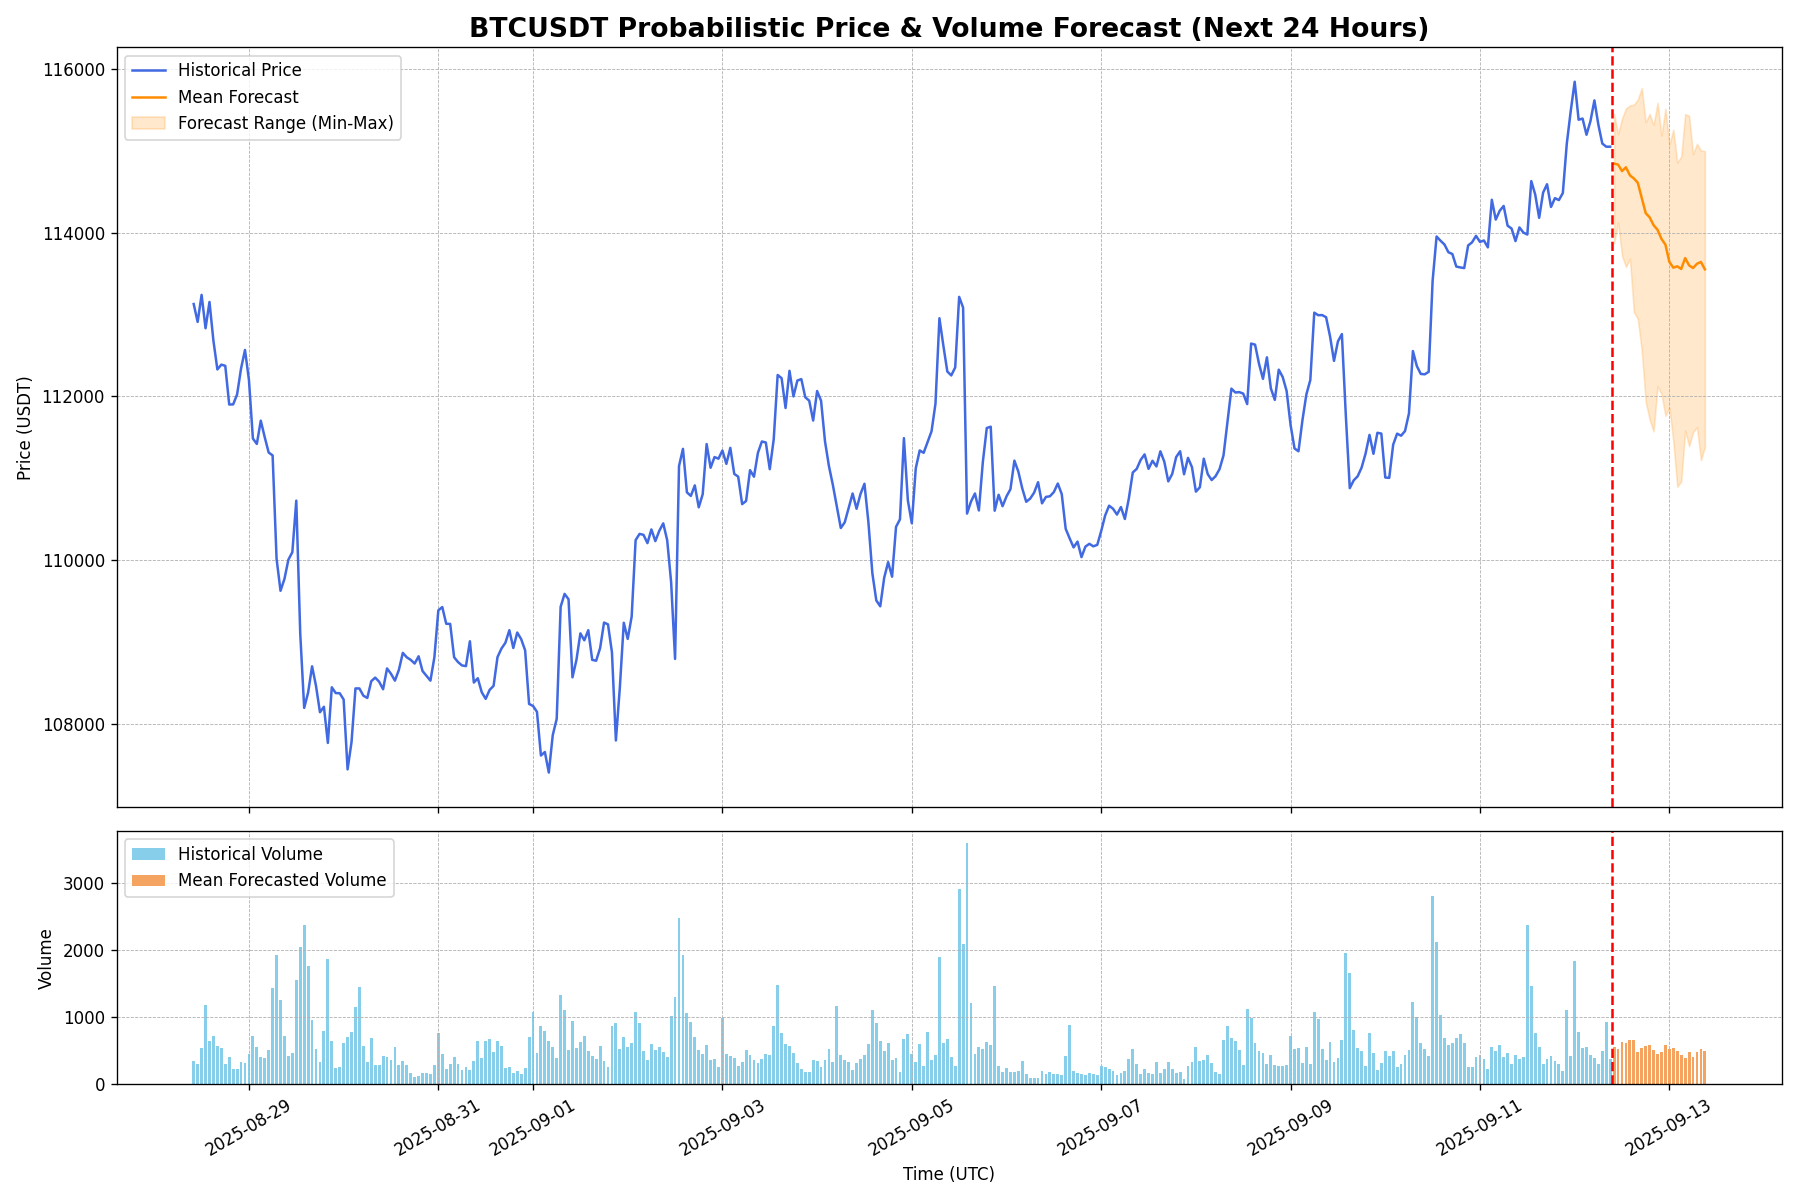 BTCUSDT Probabilistic Price & Volume Forecast (Next 24 Hours)
Historical Price
Mean Forecast
Forecast Range (Min-Max)
Price (USDT)
116000
114000
112000
110000
108000
Historical Volume
Mean Forecasted Volume
Volume
3000
2000
1000
0
2025-08-29
2025-08-31
2025-09-01
2025-09-03
2025-09-05
2025-09-07
2025-09-09
2025-09-11
2025-09-13
Time (UTC)